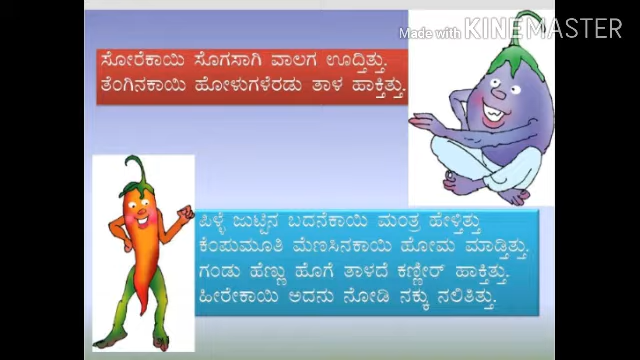 Made with KINEMASTER
ಸೋರೆಕಾಯಿ ಸೊಗಸಾಗಿ ವಾಲಗ ಊದ್ತಿತ್ತು.
ತೆಂಗಿನಕಾಯಿ ಹೋಳುಗಳೆರಡು ತಾಳ ಹಾಕ್ತಿತ್ತು.
ಪಿಳ್ಳೆ ಜುಟ್ಟಿನ ಬದನೆಕಾಯಿ ಮಂತ್ರ ಹೇಳ್ತಿತ್ತು
ಕೆಂಪುಮೂತಿ ಮೆಣಸಿನಕಾಯಿ ಹೋಮ ಮಾಡ್ತಿತ್ತು.
ಗಂಡು ಹೆಣ್ಣು ಹೊಗೆ ತಾಳದೆ ಕಣ್ಣೀರ್ ಹಾಕ್ತಿತ್ತು.
ಹೀರೇಕಾಯಿ ಅದನು ನೋಡಿ ನಕ್ಕು ನಲಿತಿತ್ತು.